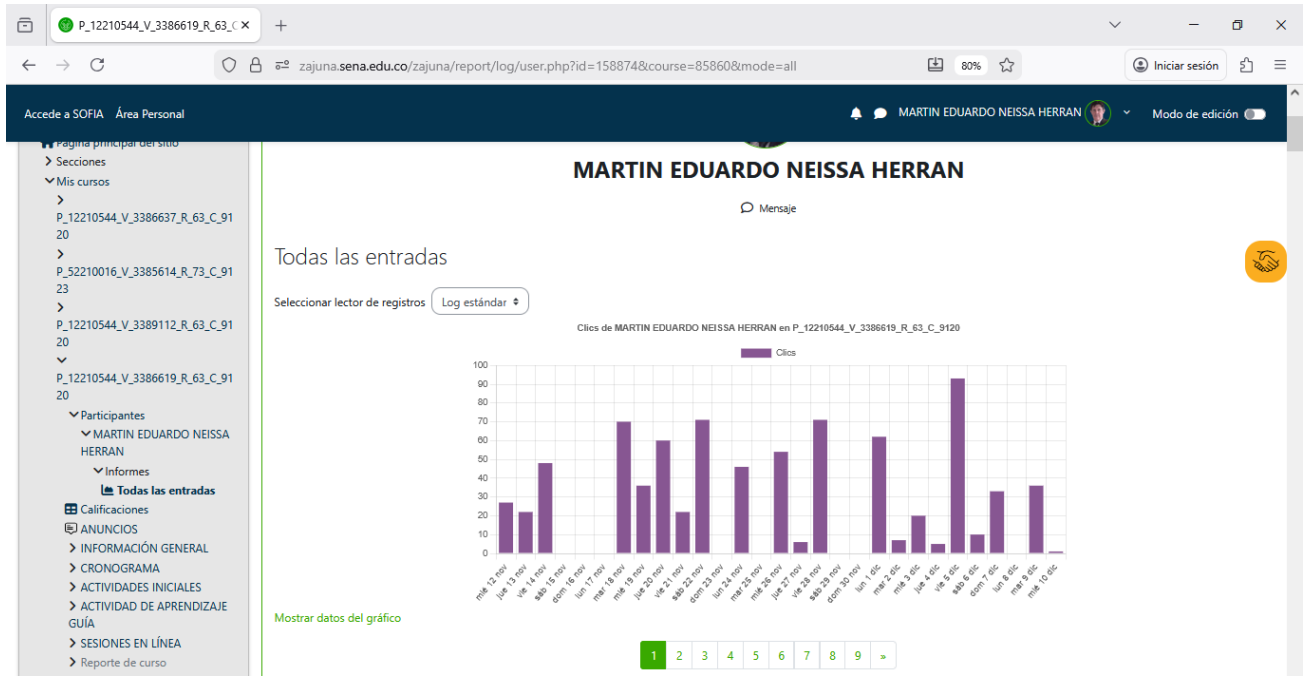 P_12210544_V_3386619_R_63_C
zajuna.sena.edu.co/zajuna/report/log/user.php?id=158874&course=85860&mode=all
80%
Iniciar sesión
Accede a SOFIA Área Personal
MARTIN EDUARDO NEISSA HERRAN
Modo de edición
Página principal del sitio
Secciones
Mis cursos
P_12210544_V_3386637_R_63_C_91
20
P_52210016_V_3385614_R_73_C_91
23
P_12210544_V_3389112_R_63_C_91
20
P_12210544_V_3386619_R_63_C_91
20
Participantes
MARTIN EDUARDO NEISSA
HERRAN
Informes
Todas las entradas
Calificaciones
ANUNCIOS
INFORMACIÓN GENERAL
CRONOGRAMA
ACTIVIDADES INICIALES
ACTIVIDAD DE APRENDIZAJE
GUÍA
SESIONES EN LÍNEA
Reporte de curso
MARTIN EDUARDO NEISSA HERRAN
Mensaje
Todas las entradas
Seleccionar lector de registros Log estándar
Clics de MARTIN EDUARDO NEISSA HERRAN en P_12210544_V_3386619_R_63_C_9120
Clics
100
90
80
70
60
50
40
30
20
10
0
mié 12 nov
jue 13 nov
vie 14 nov
sáb 15 nov
dom 16 nov
lun 17 nov
mar 18 nov
mié 19 nov
jue 20 nov
vie 21 nov
sáb 22 nov
dom 23 nov
lun 24 nov
mar 25 nov
mié 26 nov
jue 27 nov
vie 28 nov
sáb 29 nov
dom 30 nov
lun 1 dic
mar 2 dic
mié 3 dic
jue 4 dic
vie 5 dic
sáb 6 dic
dom 7 dic
lun 8 dic
mar 9 dic
mié 10 dic
Mostrar datos del gráfico
1 2 3 4 5 6 7 8 9 »